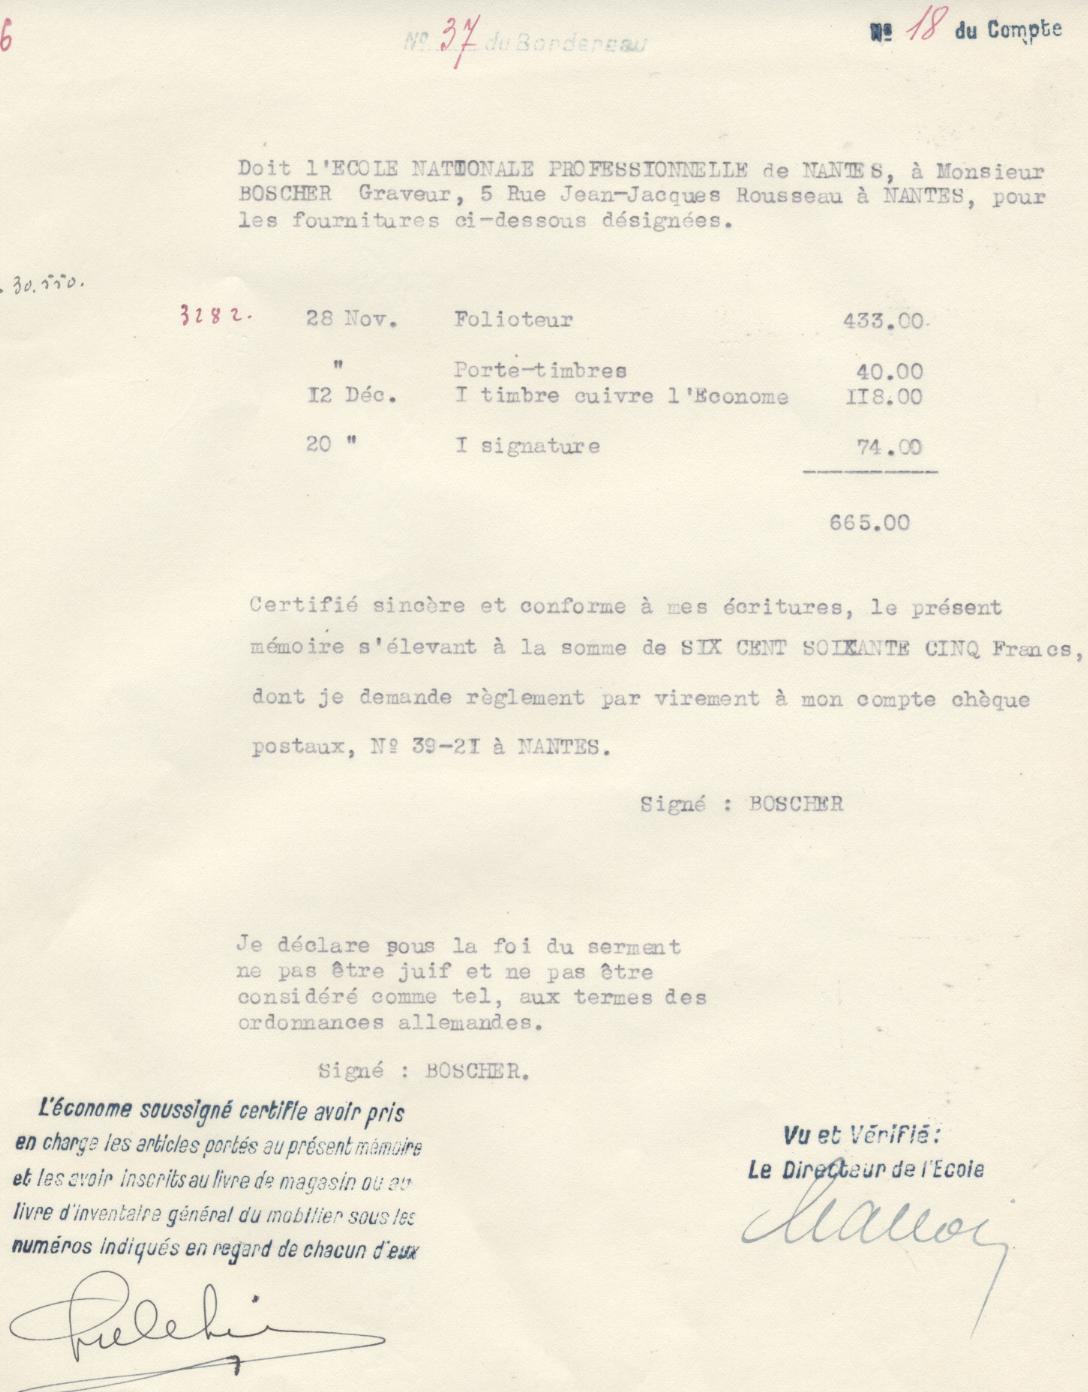 6
Nº 37 du Bordereau
Nº 18 du Compte
Doit l'ECOLE NATIONALE PROFESSIONNELLE de NANTES, à Monsieur
BOSCHER Graveur, 5 Rue Jean-Jacques Rousseau à NANTES, pour
les fournitures ci-dessous désignées.
3282. 28 Nov. Folioteur 433.00
" Porte-timbres 40.00
I2 Déc. I timbre cuivre l'Econome II8.00
20 " I signature 74.00
665.00
Certifié sincère et conforme à mes écritures, le présent
mémoire s'élevant à la somme de SIX CENT SOIXANTE CINQ Francs,
dont je demande règlement par virement à mon compte chèque
postaux, Nº 39-2I à NANTES.
Signé : BOSCHER
Je déclare sous la foi du serment
ne pas être juif et ne pas être
considéré comme tel, aux termes des
ordonnances allemandes.
Signé : BOSCHER.
L'économe soussigné certifie avoir pris
en charge les articles portés au présent mémoire
et les avoir inscrits au livre de magasin ou au
livre d'inventaire général du mobilier sous les
numéros indiqués en regard de chacun d'eux
Vu et Vérifié :
Le Directeur de l'Ecole